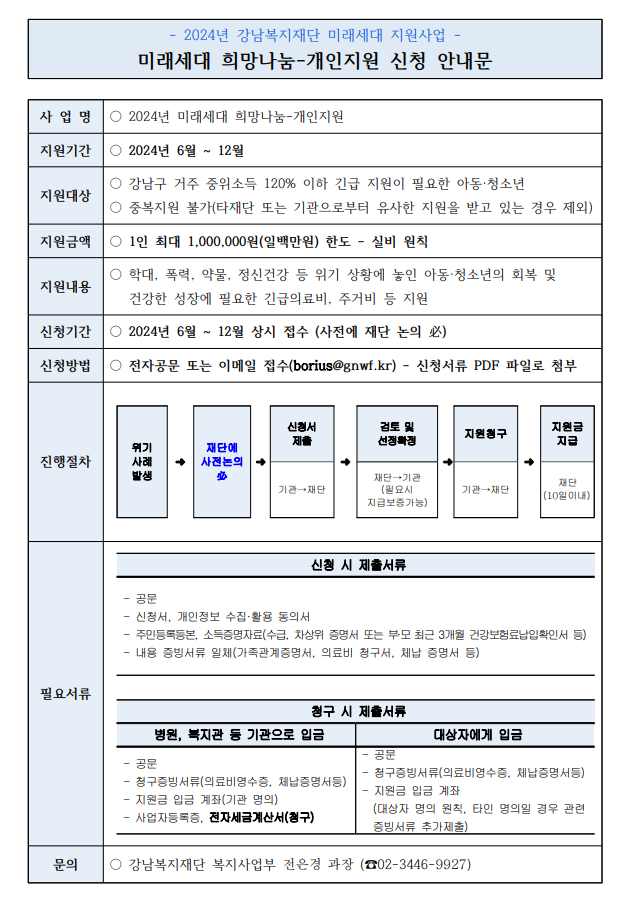 - 2024년 강남복지재단 미래세대 지원사업 -
미래세대 희망나눔-개인지원 신청 안내문
사 업 명
○ 2024년 미래세대 희망나눔-개인지원
지원기간
○ 2024년 6월 ~ 12월
지원대상
○ 강남구 거주 중위소득 120% 이하 긴급 지원이 필요한 아동·청소년
○ 중복지원 불가(타재단 또는 기관으로부터 유사한 지원을 받고 있는 경우 제외)
지원금액
○ 1인 최대 1,000,000원(일백만원) 한도 - 실비 원칙
지원내용
○ 학대, 폭력, 약물, 정신건강 등 위기 상황에 놓인 아동·청소년의 회복 및
건강한 성장에 필요한 긴급의료비, 주거비 등 지원
신청기간
○ 2024년 6월 ~ 12월 상시 접수 (사전에 재단 논의 必)
신청방법
○ 전자공문 또는 이메일 접수(borius@gnwf.kr) - 신청서류 PDF 파일로 첨부
진행절차
위기
사례
발생
→
재단에
사전논의
必
→
신청서
제출
기관→재단
→
검토 및
선정확정
재단→기관
(필요시
지급보증가능)
→
지원청구
기관→재단
→
지원금
지급
재단
(10일이내)
필요서류
신청 시 제출서류
- 공문
- 신청서, 개인정보 수집·활용 동의서
- 주민등록등본, 소득증명자료(수급, 차상위 증명서 또는 부·모 최근 3개월 건강보험료납입확인서 등)
- 내용 증빙서류 일체(가족관계증명서, 의료비 청구서, 체납 증명서 등)
청구 시 제출서류
병원, 복지관 등 기관으로 입금
- 공문
- 청구증빙서류(의료비영수증, 체납증명서등)
- 지원금 입금 계좌(기관 명의)
- 사업자등록증, 전자세금계산서(청구)
대상자에게 입금
- 공문
- 청구증빙서류(의료비영수증, 체납증명서등)
- 지원금 입금 계좌
(대상자 명의 원칙, 타인 명의일 경우 관련
증빙서류 추가제출)
문의
○ 강남복지재단 복지사업부 전은경 과장 (☎02-3446-9927)